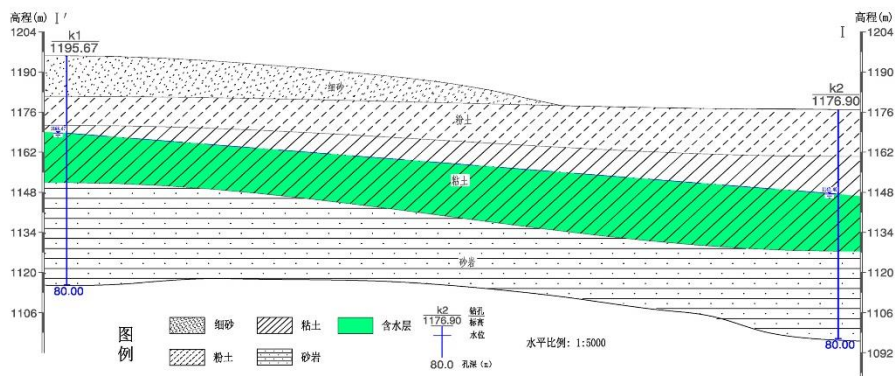 高程(m) I' 高程(m)
I
1204 1204
k1
1195.67
1190 1190
k2
1176.90
细砂
1176 1176
粉土
1162 1162
粘土
1148 1148
1134 1134
砂岩
1120 1120
80.00
1106 1106
80.00
1092
图例
细砂 粘土 含水层
粉土 砂岩
k2 钻孔
1176.90 标高
水位
80.0 孔深(m)
水平比例: 1:5000